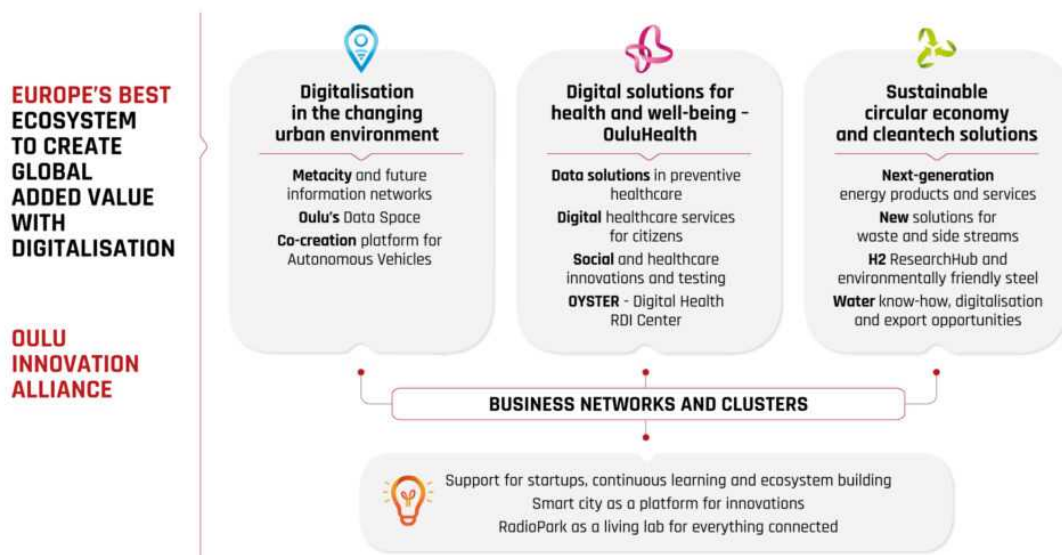 EUROPE'S BEST
ECOSYSTEM
TO CREATE
GLOBAL
ADDED VALUE
WITH
DIGITALISATION
OULU
INNOVATION
ALLIANCE
Digitalisation
in the changing
urban environment
Metacity and future
information networks
Oulu's Data Space
Co-creation platform for
Autonomous Vehicles
Digital solutions for
health and well-being –
OuluHealth
Data solutions in preventive
healthcare
Digital healthcare services
for citizens
Social and healthcare
innovations and testing
OYSTER - Digital Health
RDI Center
Sustainable
circular economy
and cleantech solutions
Next-generation
energy products and services
New solutions for
waste and side streams
H2 ResearchHub and
environmentally friendly steel
Water know-how, digitalisation
and export opportunities
BUSINESS NETWORKS AND CLUSTERS
Support for startups, continuous learning and ecosystem building
Smart city as a platform for innovations
RadioPark as a living lab for everything connected